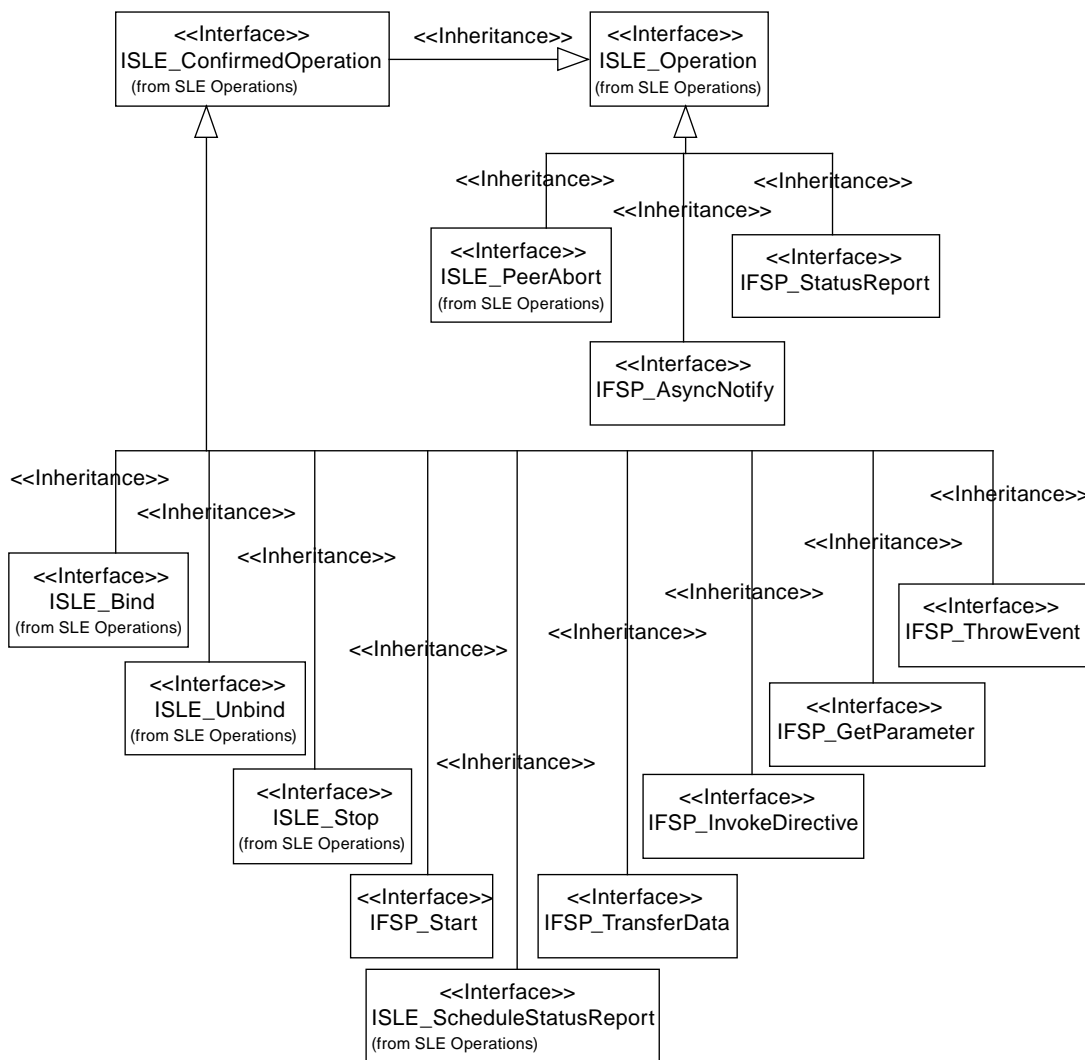 <<Interface>>
ISLE_ConfirmedOperation
(from SLE Operations)
<<Inheritance>>
<<Interface>>
ISLE_Operation
(from SLE Operations)
<<Inheritance>>
<<Inheritance>>
<<Inheritance>>
<<Interface>>
ISLE_PeerAbort
(from SLE Operations)
<<Interface>>
IFSP_StatusReport
<<Interface>>
IFSP_AsyncNotify
<<Inheritance>>
<<Inheritance>>
<<Inheritance>>
<<Inheritance>>
<<Inheritance>>
<<Inheritance>>
<<Inheritance>>
<<Inheritance>>
<<Inheritance>>
<<Interface>>
ISLE_Bind
(from SLE Operations)
<<Interface>>
IFSP_ThrowEvent
<<Interface>>
ISLE_Unbind
(from SLE Operations)
<<Interface>>
IFSP_GetParameter
<<Interface>>
ISLE_Stop
(from SLE Operations)
<<Interface>>
IFSP_InvokeDirective
<<Interface>>
IFSP_Start
<<Interface>>
IFSP_TransferData
<<Interface>>
ISLE_ScheduleStatusReport
(from SLE Operations)